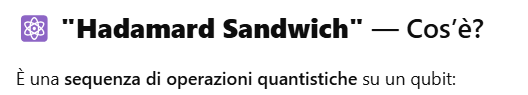 ⚛️ "Hadamard Sandwich" — Cos’è?
È una sequenza di operazioni quantistiche su un qubit: